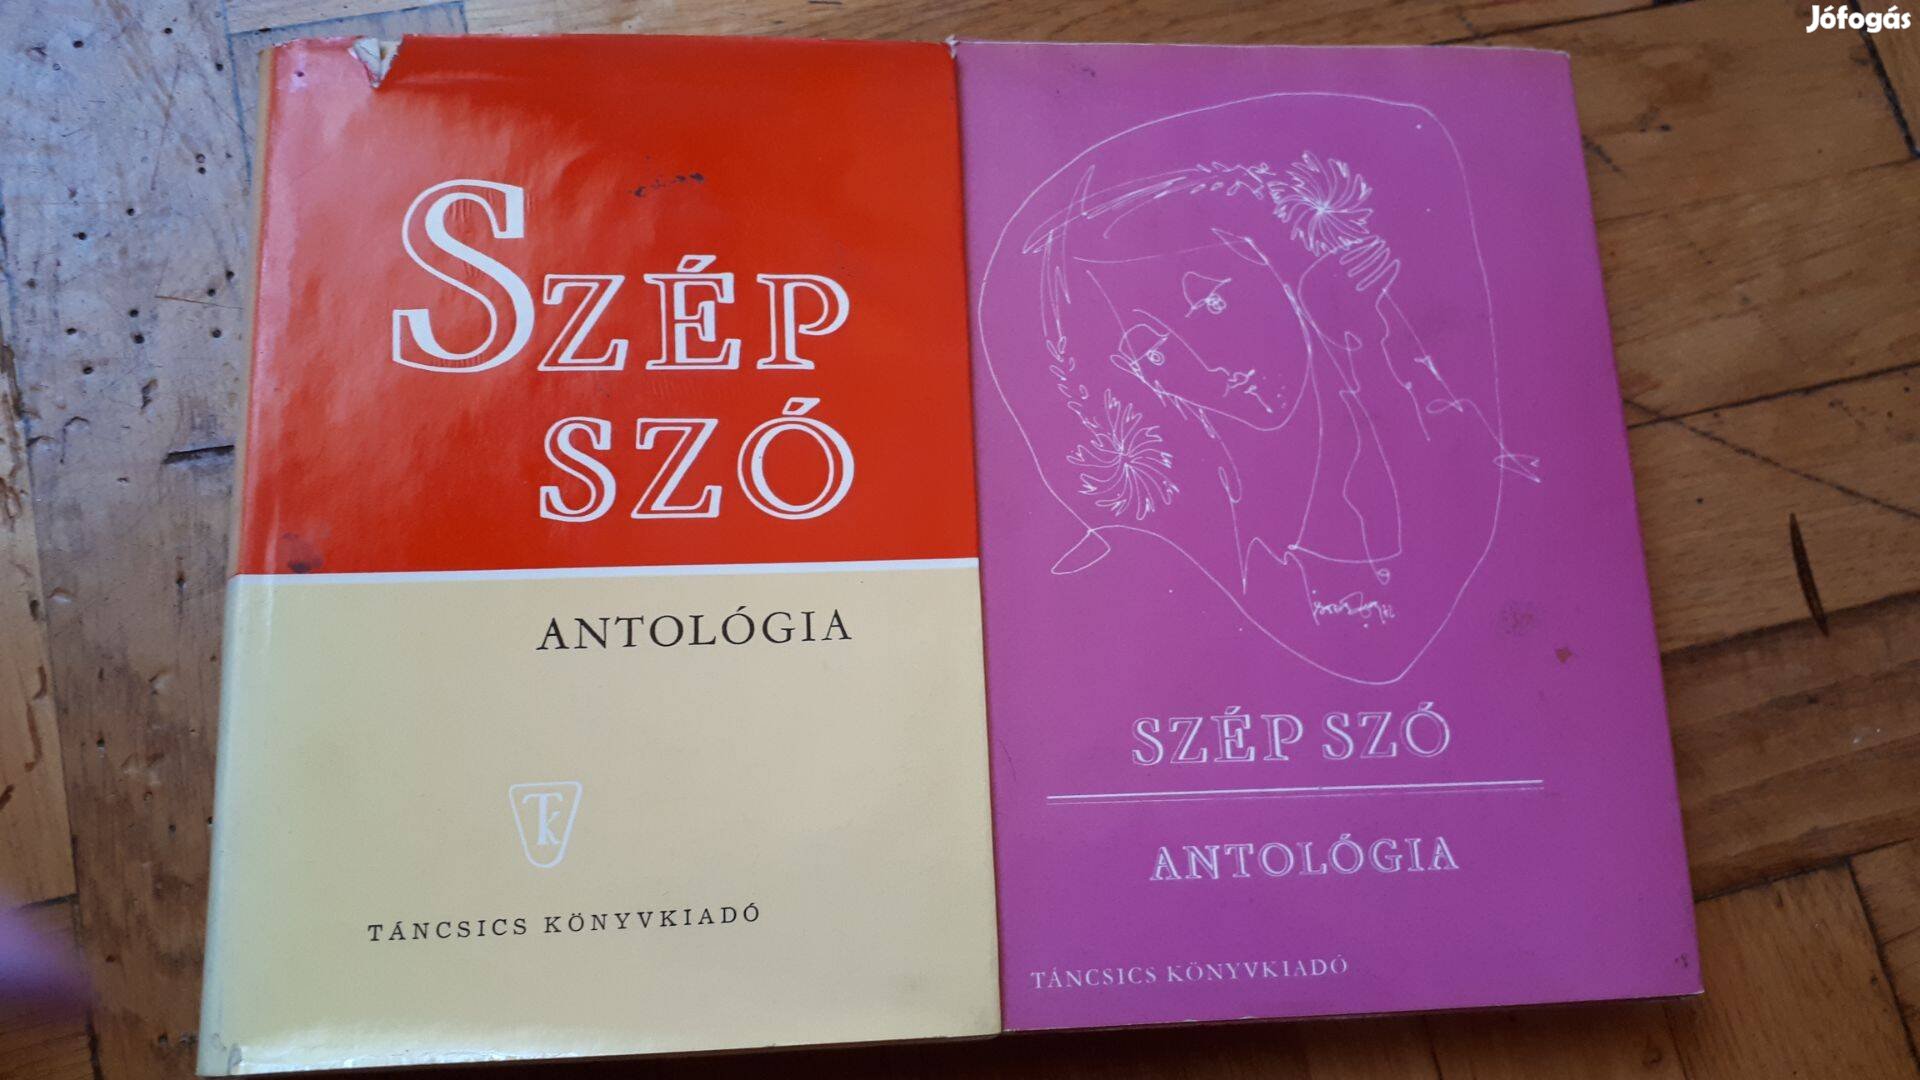 Jófogás
SZÉP
SZÓ
ANTOLÓGIA
TK
TÁNCSICS KÖNYVKIADÓ
SZÉP SZÓ
ANTOLÓGIA
TÁNCSICS KÖNYVKIADÓ